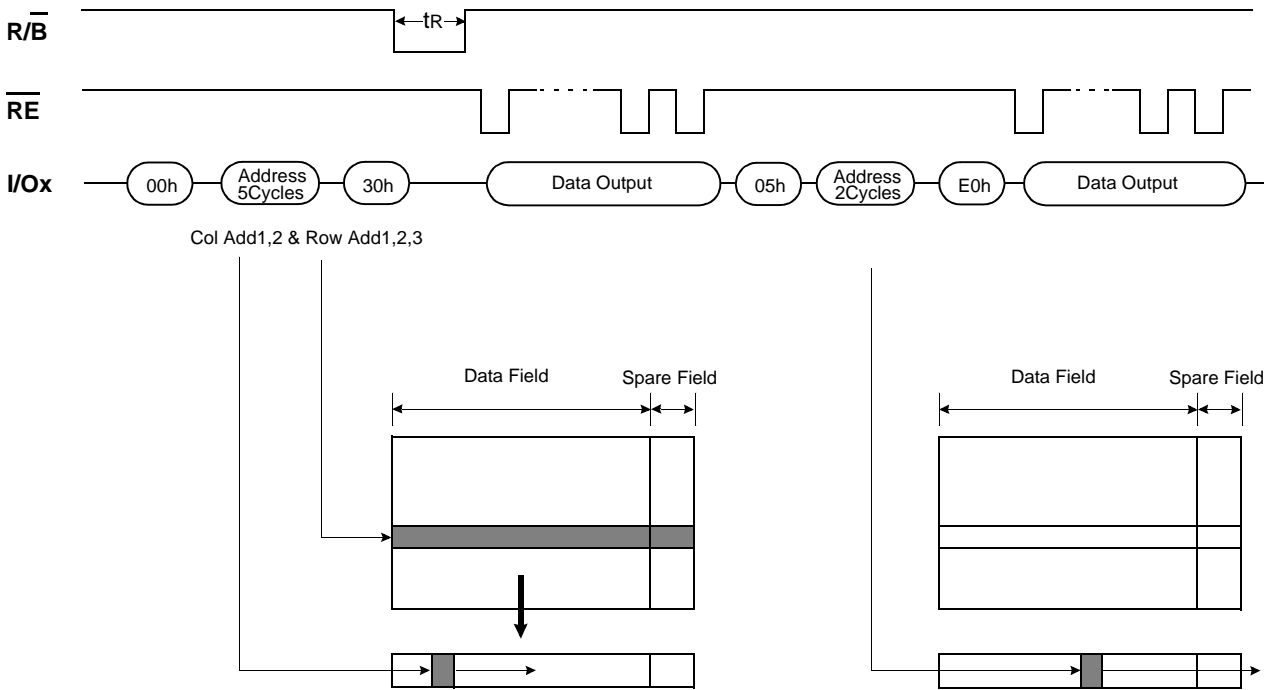 R/B̅
tR
R̅E̅
I/Ox
00h
Address
5Cycles
30h
Data Output
05h
Address
2Cycles
E0h
Data Output
Col Add1,2 & Row Add1,2,3
Data Field
Spare Field
Data Field
Spare Field